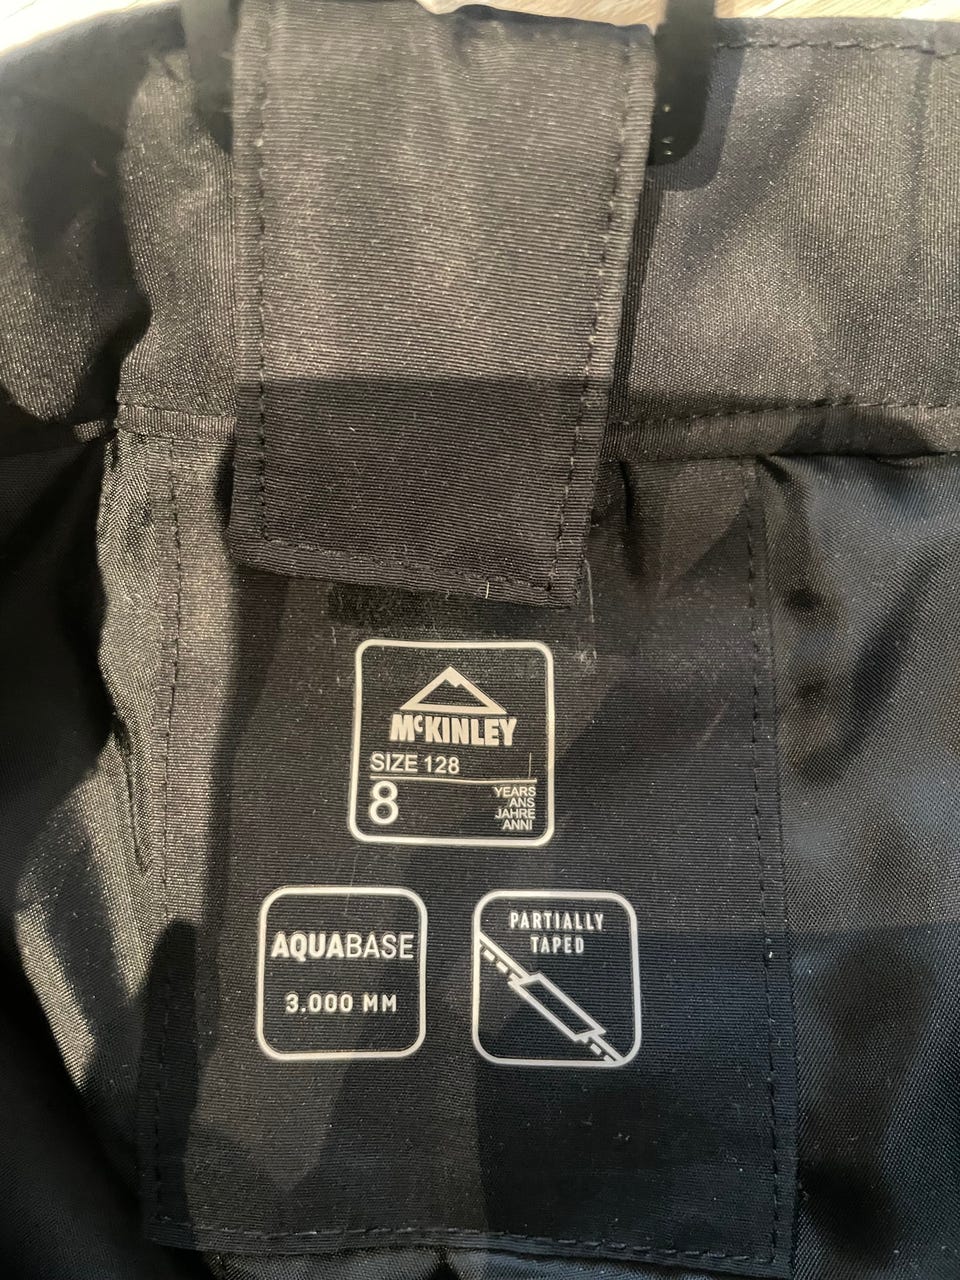 McKINLEY
SIZE 128
8
YEARS
ANS
JAHRE
ANNI
AQUABASE
3.000 MM
PARTIALLY
TAPED